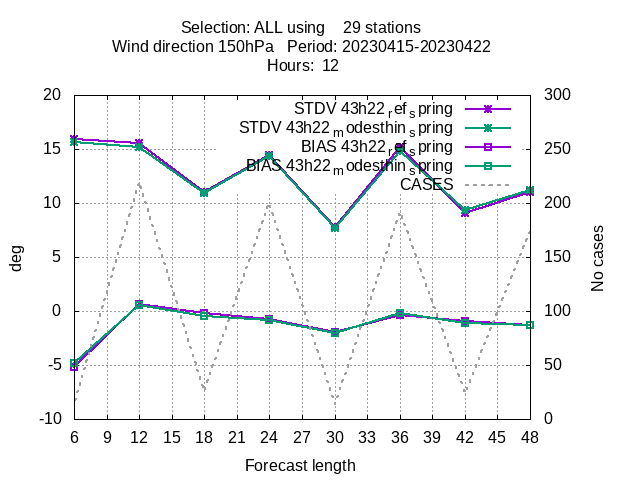 Selection: ALL using 29 stations
Wind direction 150hPa Period: 20230415-20230422
Hours: 12
STDV 43h22_ref_spring
STDV 43h22_modesthin_spring
BIAS 43h22_ref_spring
BIAS 43h22_modesthin_spring
CASES
20
15
10
5
0
-5
-10
deg
300
250
200
150
100
50
0
No cases
6 9 12 15 18 21 24 27 30 33 36 39 42 45 48
Forecast length